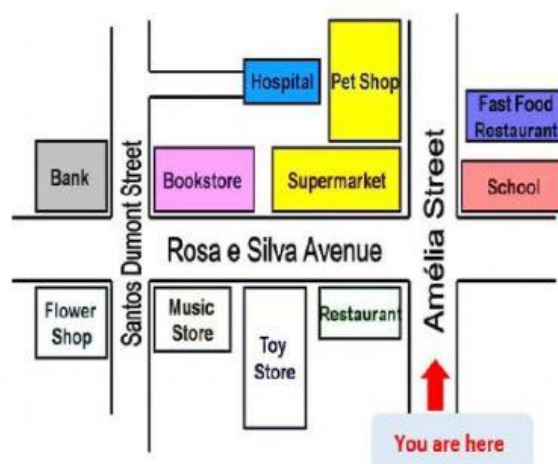 Hospital
Pet Shop
Fast Food
Restaurant
Bank
Bookstore
Supermarket
School
Santos Dumont Street
Rosa e Silva Avenue
Amélia Street
Flower
Shop
Music
Store
Toy
Store
Restaurant
You are here